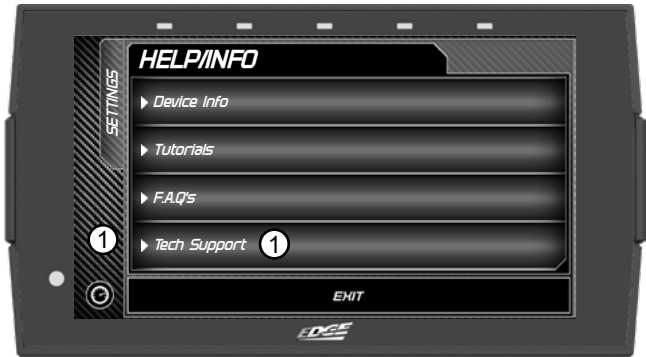 HELP/INFO
SETTINGS
Device Info
Tutorials
F.A.Q's
1
Tech Support 1
EXIT
EDGE